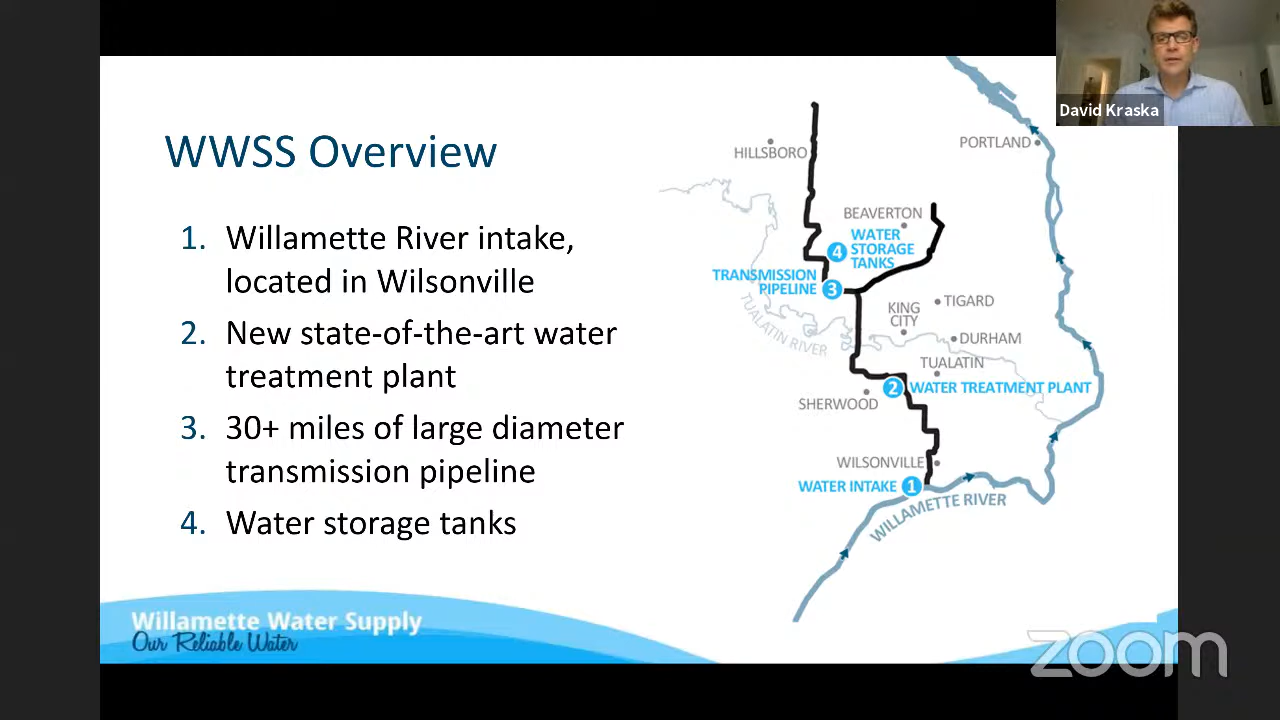 David Kraska
WWSS Overview
1. Willamette River intake,
located in Wilsonville
2. New state-of-the-art water
treatment plant
3. 30+ miles of large diameter
transmission pipeline
4. Water storage tanks
PORTLAND
HILLSBORO
BEAVERTON
4 WATER
STORAGE
TANKS
TRANSMISSION
PIPELINE 3
TUALATIN RIVER
KING
CITY
TIGARD
DURHAM
TUALATIN
2 WATER TREATMENT PLANT
SHERWOOD
WILSONVILLE
WATER INTAKE 1
WILLAMETTE RIVER
Willamette Water Supply
Our Reliable Water
zoom